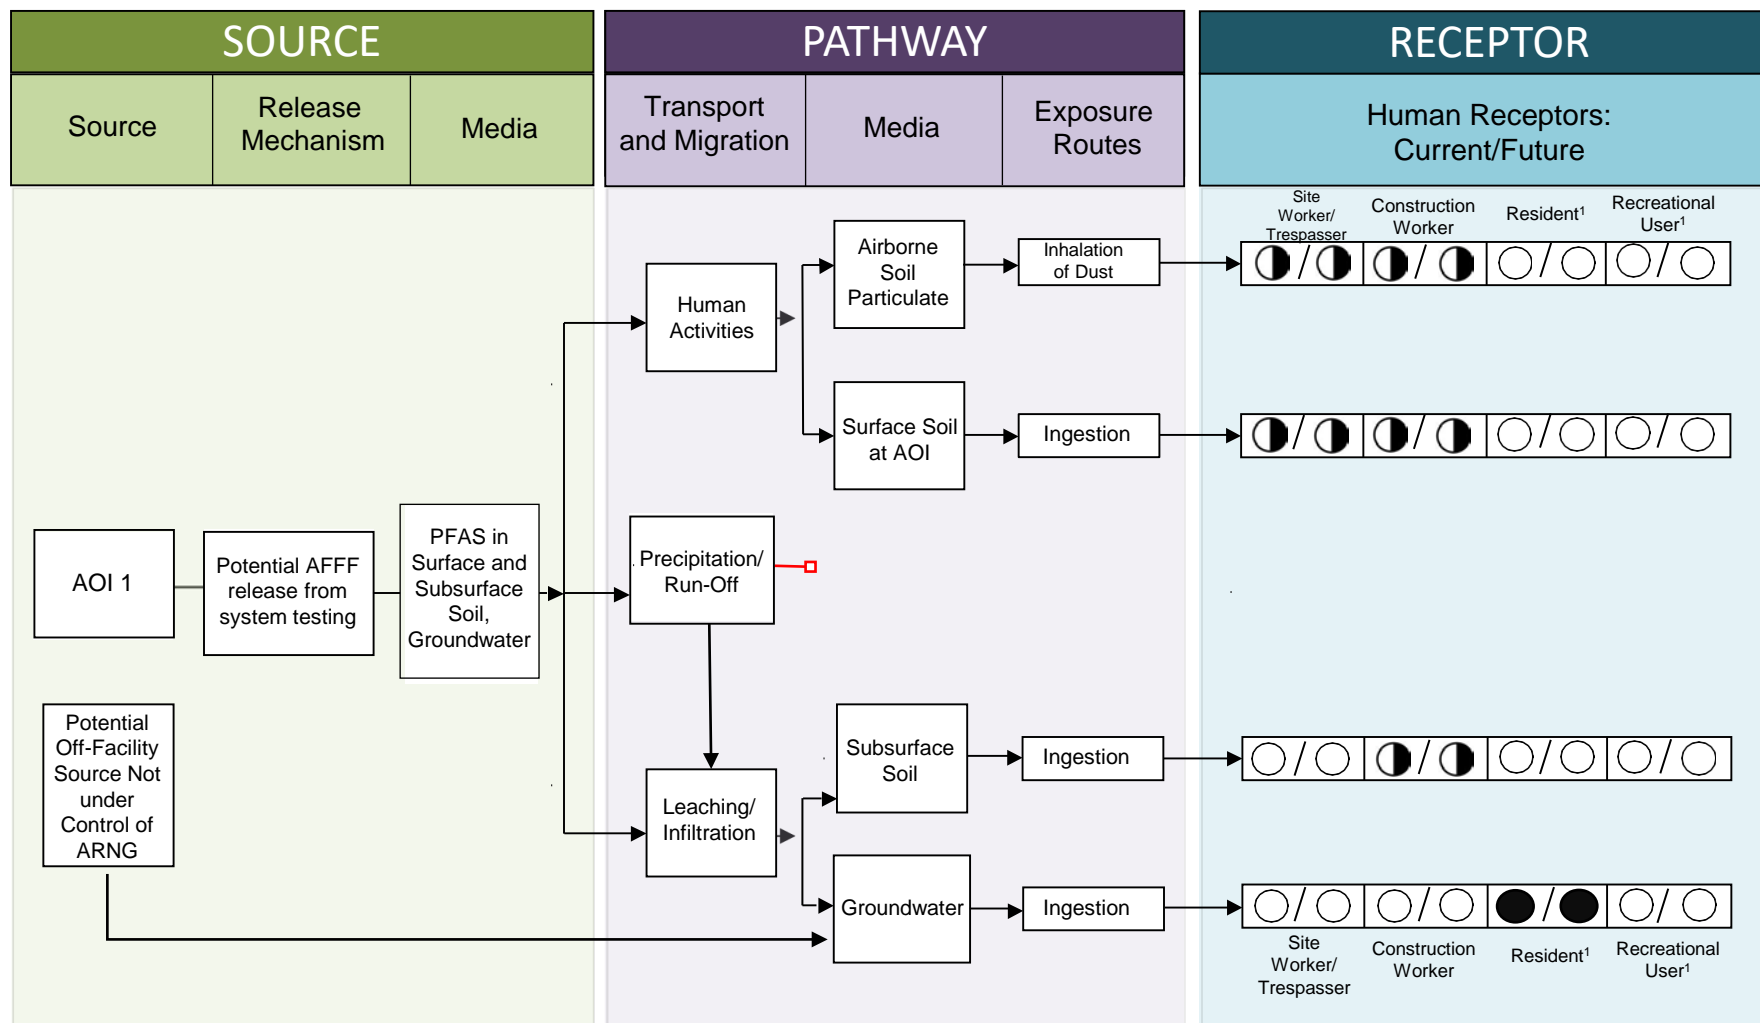 SOURCE
PATHWAY
RECEPTOR
Source
Release
Mechanism
Media
Transport
and Migration
Media
Exposure
Routes
Human Receptors:
Current/Future
Site
Worker/
Trespasser
Construction
Worker
Resident¹
Recreational
User¹
Airborne
Soil
Particulate
Inhalation
of Dust
/ / / /
Human
Activities
Surface Soil
at AOI
Ingestion
/ / / /
AOI 1
Potential AFFF
release from
system testing
PFAS in
Surface and
Subsurface
Soil,
Groundwater
Precipitation/
Run-Off
Potential
Off-Facility
Source Not
under
Control of
ARNG
Leaching/
Infiltration
Subsurface
Soil
Ingestion
/ / / /
Groundwater
Ingestion
/ / / /
Site
Worker/
Trespasser
Construction
Worker
Resident¹
Recreational
User¹